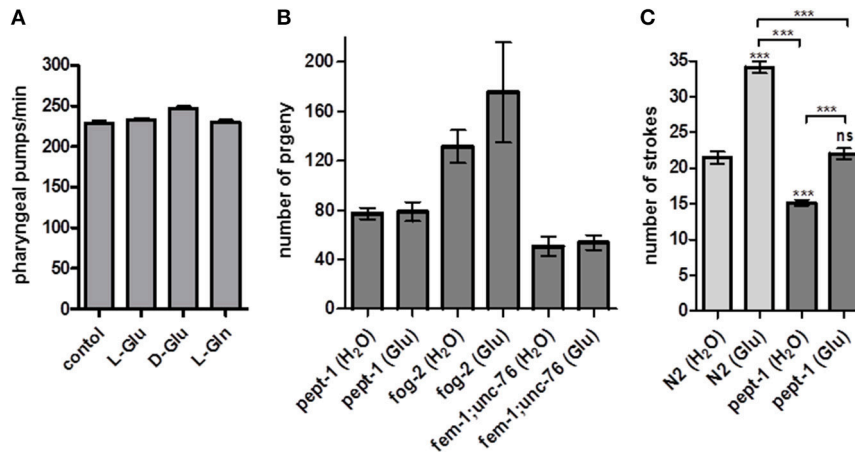 A
pharyngeal pumps/min
300
250
200
150
100
50
0
contol
L-Glu
D-Glu
L-Gln
B
number of prgeny
200
160
120
80
40
0
pept-1 (H₂O)
pept-1 (Glu)
fog-2 (H₂O)
fog-2 (Glu)
fem-1;unc-76 (H₂O)
fem-1;unc-76 (Glu)
C
number of strokes
35
30
25
20
15
10
5
0
***
***
***
***
***
ns
N2 (H₂O)
N2 (Glu)
pept-1 (H₂O)
pept-1 (Glu)